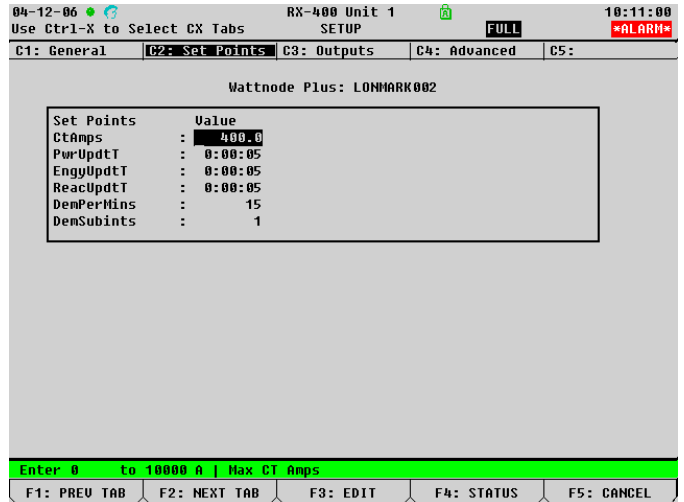 04-12-06 RX-400 Unit 1 10:11:00
Use Ctrl-X to Select CX Tabs SETUP FULL *ALARM*
C1: General C2: Set Points C3: Outputs C4: Advanced C5:
Wattnode Plus: LONMARK002
Set Points Value
CtAmps : 400.0
PwrUpdtT : 0:00:05
EngyUpdtT : 0:00:05
ReacUpdtT : 0:00:05
DemPerMins : 15
DemSubints : 1
Enter 0 to 10000 A | Max CT Amps
F1: PREV TAB F2: NEXT TAB F3: EDIT F4: STATUS F5: CANCEL